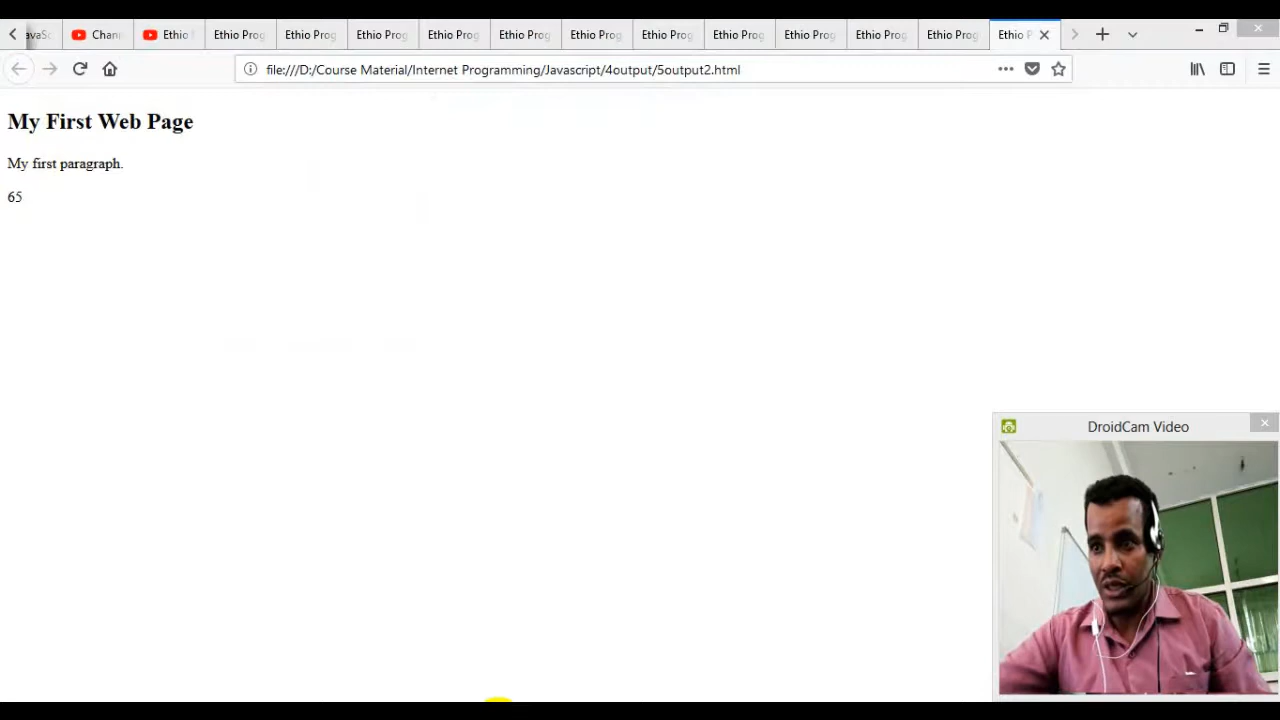 Chann
Ethio
Ethio Prog
Ethio Prog
Ethio Prog
Ethio Prog
Ethio Prog
Ethio Prog
Ethio Prog
Ethio Prog
Ethio Prog
Ethio Prog
Ethio Prog
Ethio P
file:///D:/Course Material/Internet Programming/Javascript/4output/5output2.html
My First Web Page
My first paragraph.
65
DroidCam Video